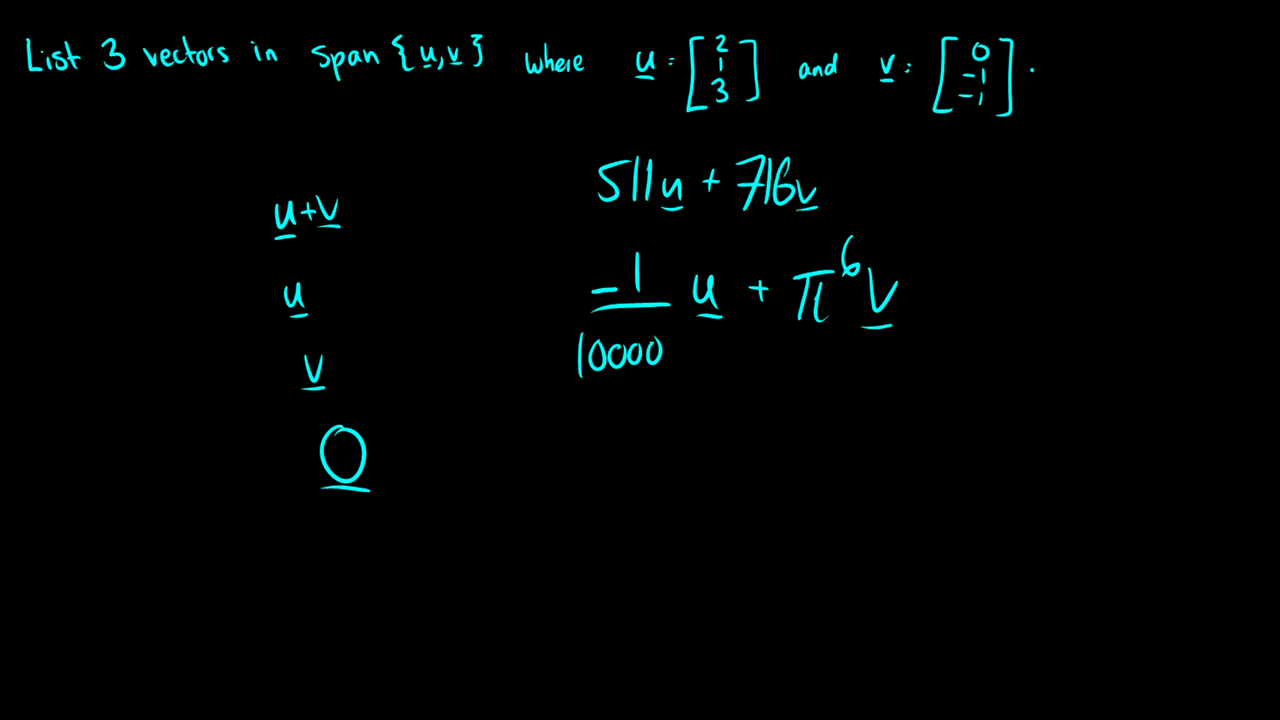 List 3 vectors in span {u, v} where u = [2 1 3] and v = [0 -1 -1].
511u + 716v
u+v
-1/10000 u + π^6 v
u
v
0